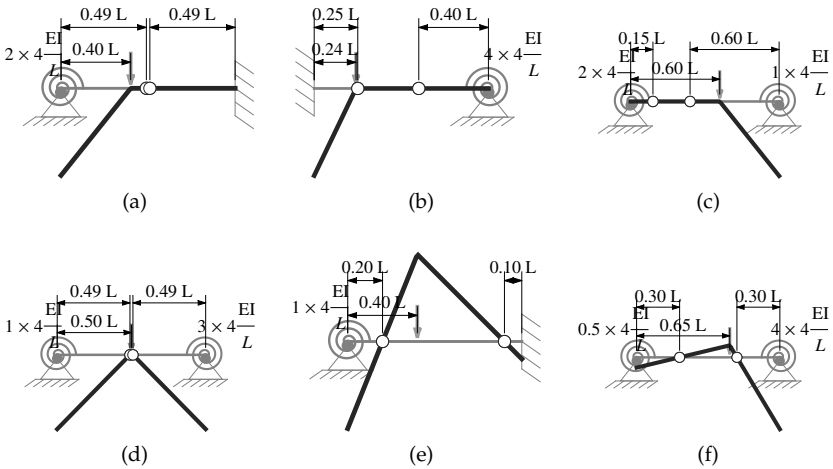 0.49 L 0.49 L
0.40 L
2 × 4 EI/L
(a)
0.25 L 0.40 L
0.24 L
4 × 4 EI/L
(b)
0.15 L 0.60 L
0.60 L
2 × 4 EI/L 1 × 4 EI/L
(c)
0.49 L 0.49 L
0.50 L
1 × 4 EI/L 3 × 4 EI/L
(d)
0.20 L 0.10 L
0.40 L
1 × 4 EI/L
(e)
0.30 L 0.30 L
0.65 L
0.5 × 4 EI/L 4 × 4 EI/L
(f)